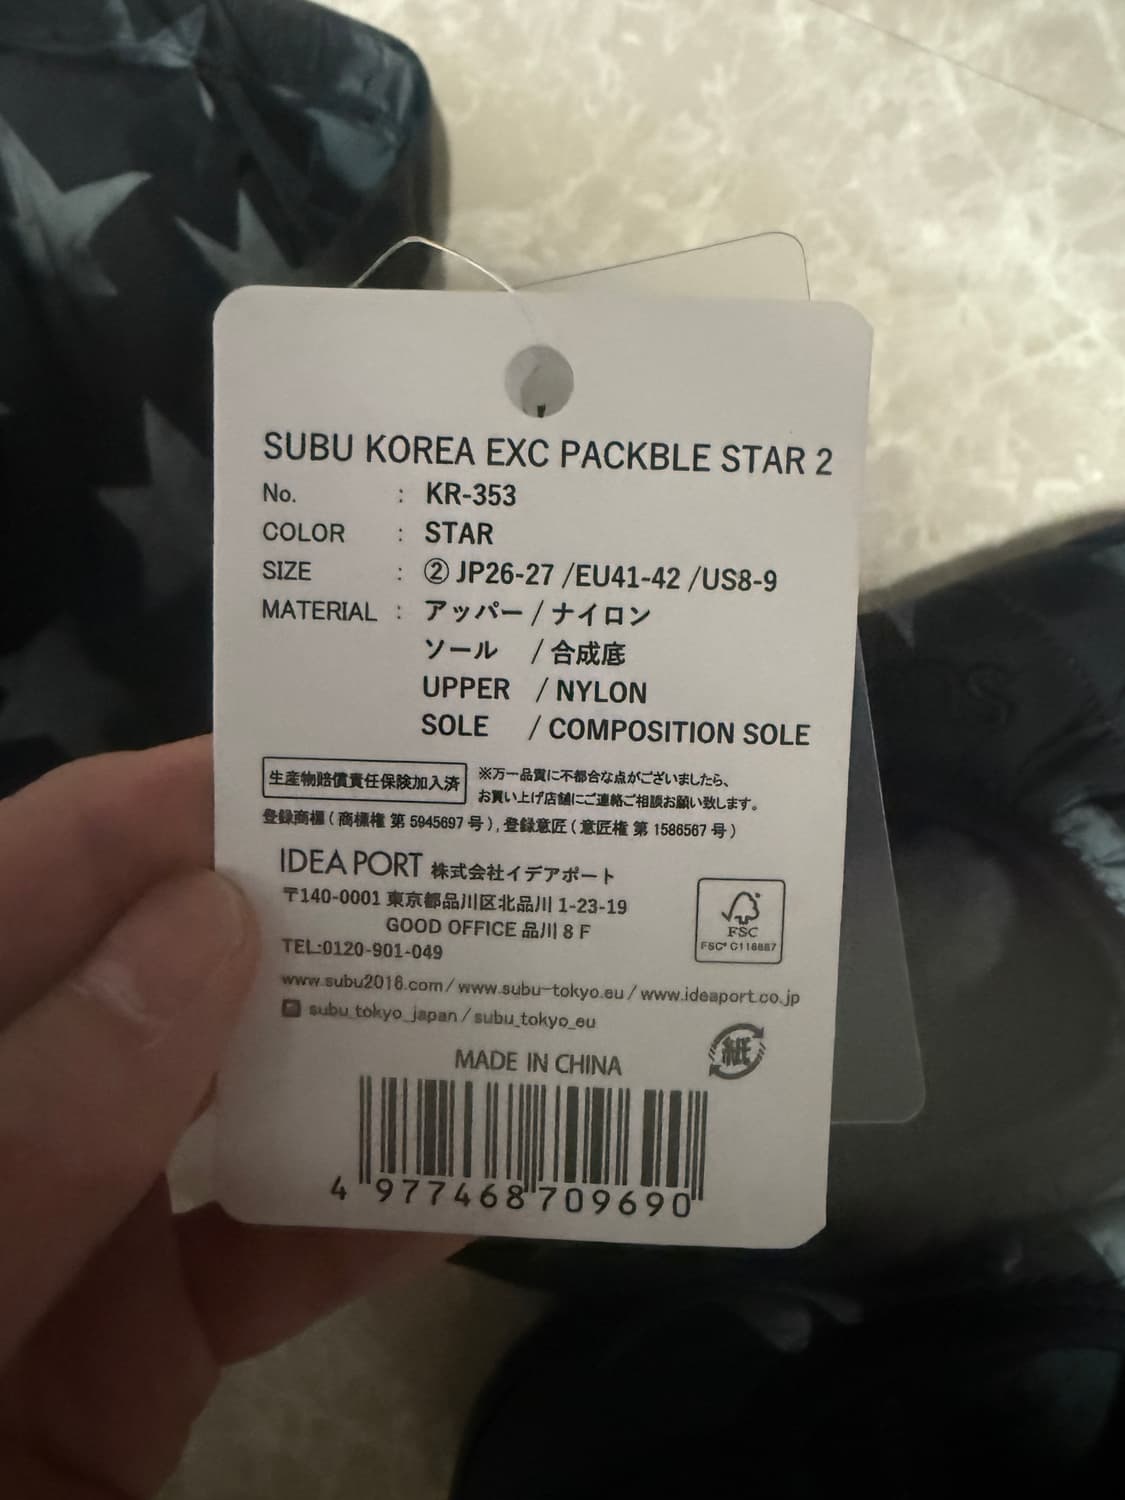 SUBU KOREA EXC PACKBLE STAR 2
No. : KR-353
COLOR : STAR
SIZE : ② JP26-27 /EU41-42 /US8-9
MATERIAL : アッパー / ナイロン
ソール / 合成底
UPPER / NYLON
SOLE / COMPOSITION SOLE
生産物賠償責任保険加入済
※万一品質に不都合な点がございましたら、
お買い上げ店舗にご連絡ご相談お願い致します。
登録商標 ( 商標権 第 5945697 号 ), 登録意匠 ( 意匠権 第 1586567 号 )
IDEA PORT 株式会社イデアポート
〒140-0001 東京都品川区北品川 1-23-19
GOOD OFFICE 品川 8 F
TEL:0120-901-049
FSC
FSC® C116687
www.subu2016.com / www.subu-tokyo.eu / www.ideaport.co.jp
subu_tokyo_japan / subu_tokyo_eu
紙
MADE IN CHINA
4 977468 709690